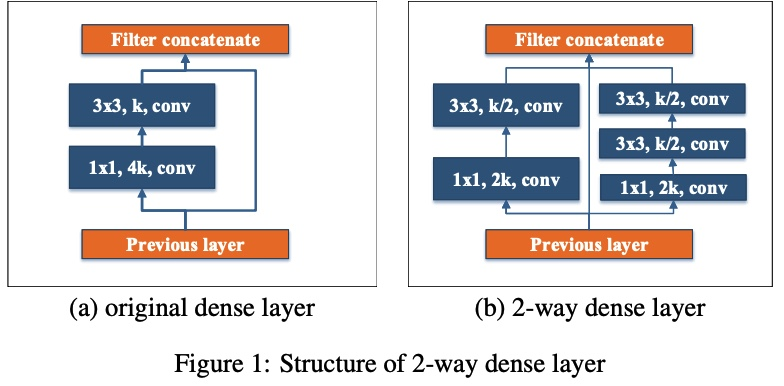 Filter concatenate
3x3, k, conv
1x1, 4k, conv
Previous layer
(a) original dense layer
Filter concatenate
3x3, k/2, conv
1x1, 2k, conv
3x3, k/2, conv
3x3, k/2, conv
1x1, 2k, conv
Previous layer
(b) 2-way dense layer
Figure 1: Structure of 2-way dense layer